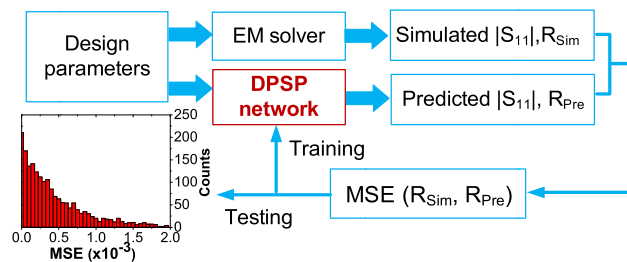 Design
parameters
EM solver
Simulated |S11|,RSim
DPSP
network
Predicted |S11|, RPre
Training
Testing
MSE (RSim, RPre)
250
200
150
100
50
0
Counts
0.0 0.5 1.0 1.5 2.0
MSE (x10-3)